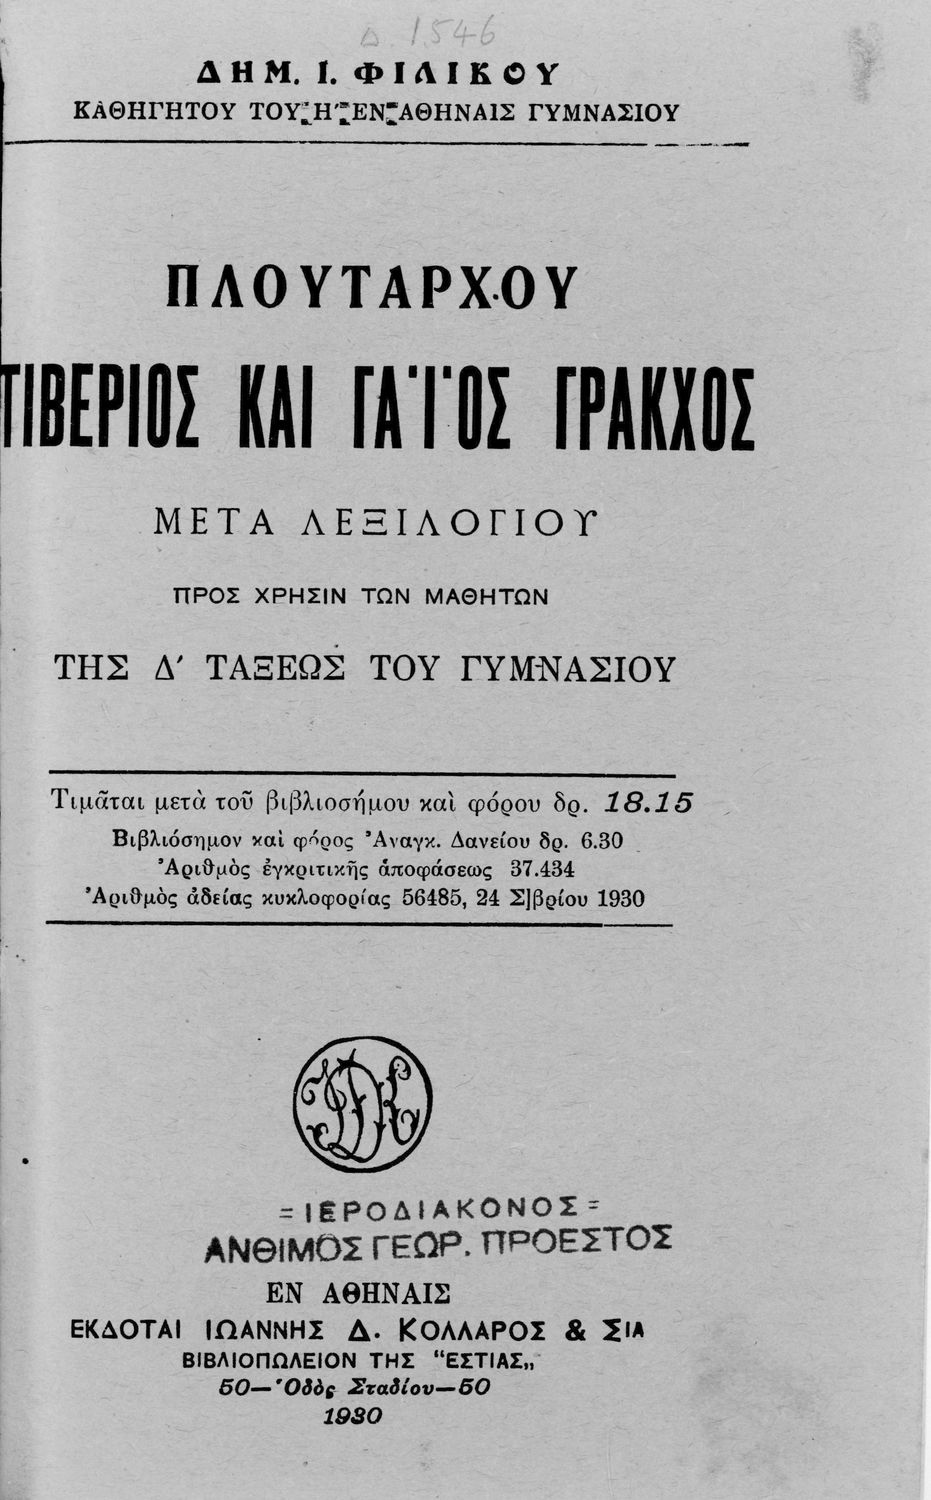 Δ. 1546
ΔΗΜ. Ι. ΦΙΛΙΚΟΥ
ΚΑΘΗΓΗΤΟΥ ΤΟΥ Η′ ΕΝ ΑΘΗΝΑΙΣ ΓΥΜΝΑΣΙΟΥ
ΠΛΟΥΤΑΡΧΟΥ
ΤΙΒΕΡΙΟΣ ΚΑΙ ΓΑΪΟΣ ΓΡΑΚΧΟΣ
ΜΕΤΑ ΛΕΞΙΛΟΓΙΟΥ
ΠΡΟΣ ΧΡΗΣΙΝ ΤΩΝ ΜΑΘΗΤΩΝ
ΤΗΣ Δ′ ΤΑΞΕΩΣ ΤΟΥ ΓΥΜΝΑΣΙΟΥ
Τιμᾶται μετὰ τοῦ βιβλιοσήμου καὶ φόρου δρ. 18.15
Βιβλιόσημον καὶ φόρος Ἀναγκ. Δανείου δρ. 6.30
Ἀριθμὸς ἐγκριτικῆς ἀποφάσεως 37.434
Ἀριθμὸς ἀδείας κυκλοφορίας 56485, 24 Σ]βρίου 1930
ΙΔΚ
=ΙΕΡΟΔΙΑΚΟΝΟΣ=
ΑΝΘΙΜΟΣ ΓΕΩΡ. ΠΡΟΕΣΤΟΣ
ΕΝ ΑΘΗΝΑΙΣ
ΕΚΔΟΤΑΙ ΙΩΑΝΝΗΣ Δ. ΚΟΛΛΑΡΟΣ & ΣΙΑ
ΒΙΒΛΙΟΠΩΛΕΙΟΝ ΤΗΣ “ΕΣΤΙΑΣ„
50—Ὁδὸς Σταδίου—50
1930